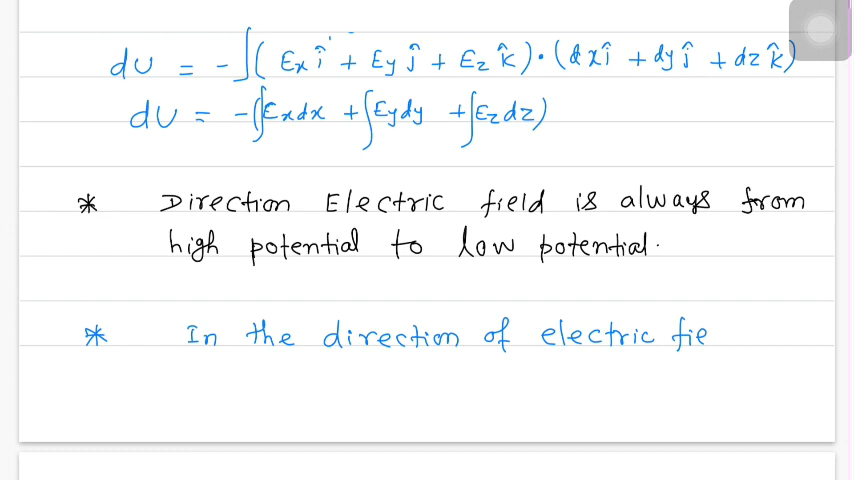 dU = -∫( Exî + Eyĵ + Ezk̂)·(dxî + dyĵ + dzk̂)
dU = -(∫Exdx + ∫Eydy + ∫Ezdz)
* Direction Electric field is always from
high potential to low potential.
* In the direction of electric fie